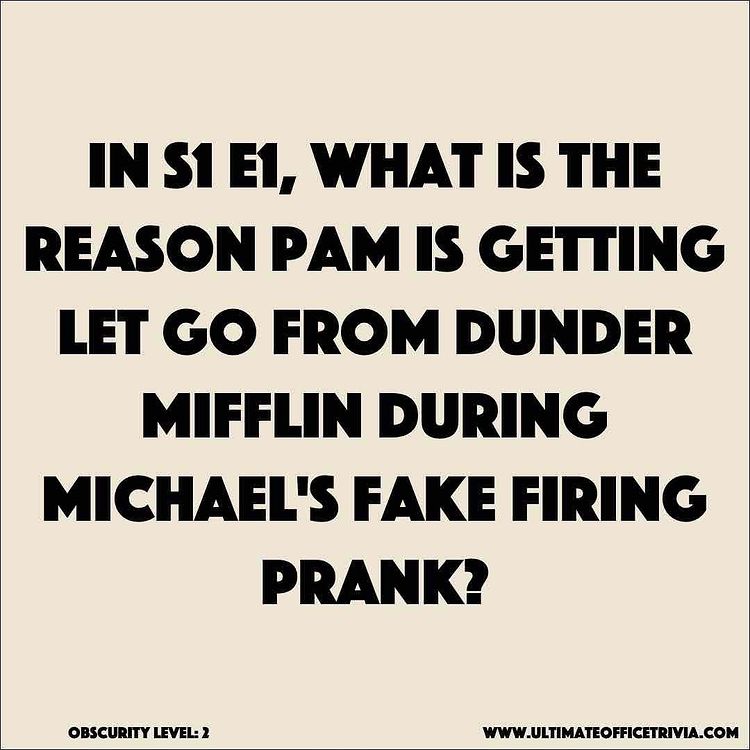 IN S1 E1, WHAT IS THE
REASON PAM IS GETTING
LET GO FROM DUNDER
MIFFLIN DURING
MICHAEL'S FAKE FIRING
PRANK?
OBSCURITY LEVEL: 2
WWW.ULTIMATEOFFICETRIVIA.COM